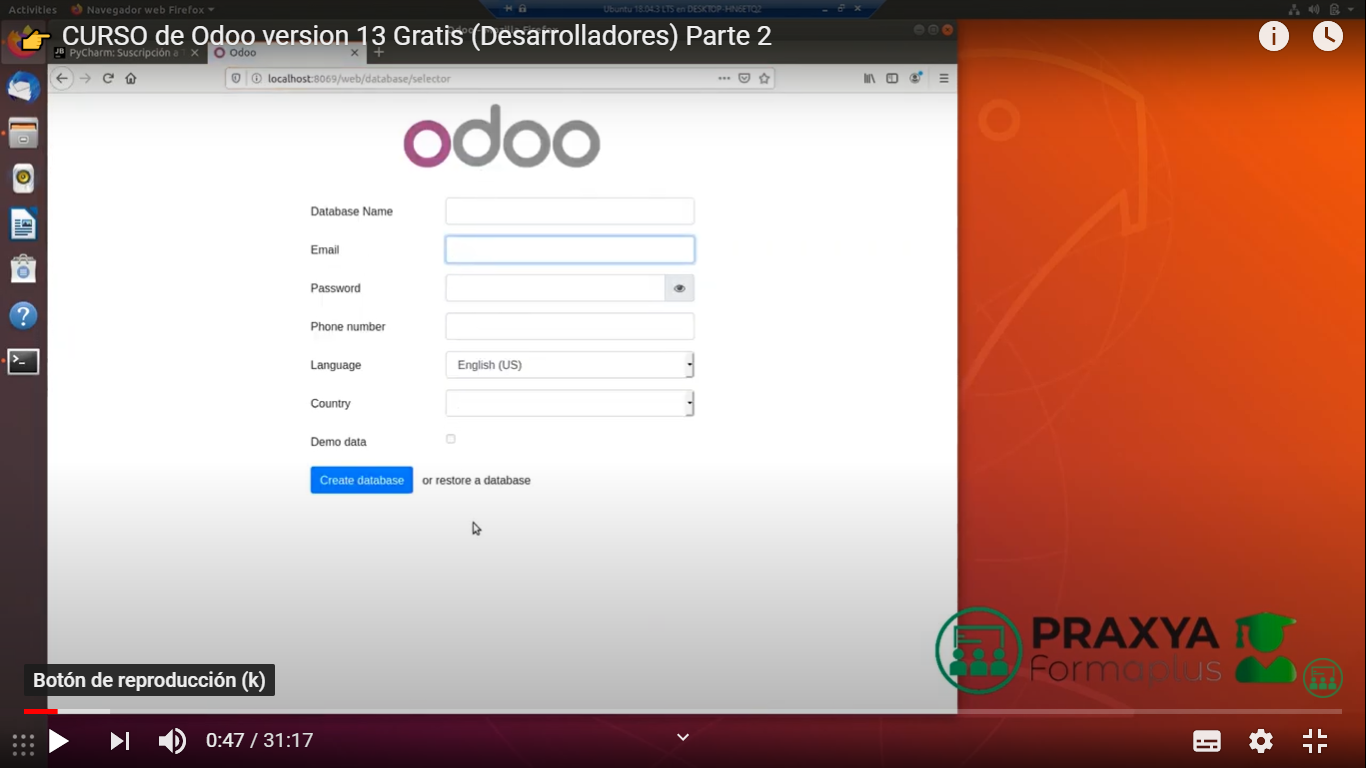 Activities
Navegador web Firefox
Ubuntu 18.04.3 LTS en DESKTOP-HN6ETQ2
CURSO de Odoo version 13 Gratis (Desarrolladores) Parte 2
PyCharm: Suscripción a
Odoo
localhost:8069/web/database/selector
odoo
Database Name
Email
Password
Phone number
Language
English (US)
Country
Demo data
Create database
or restore a database
PRAXYA
Formaplus
Botón de reproducción (k)
0:47 / 31:17